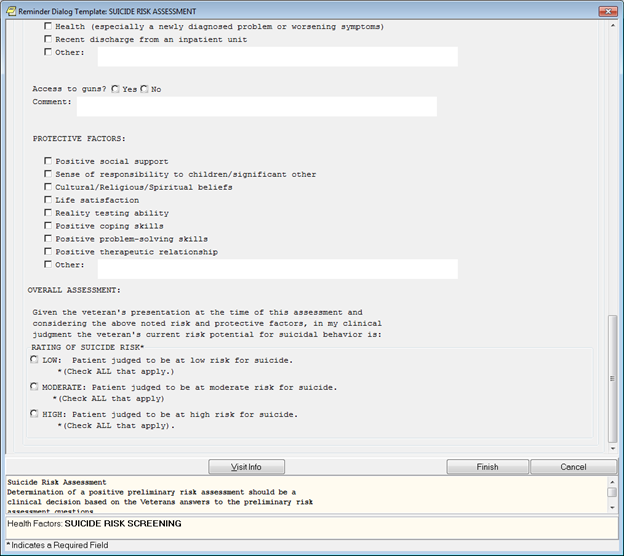 Reminder Dialog Template: SUICIDE RISK ASSESSMENT
Health (especially a newly diagnosed problem or worsening symptoms)
Recent discharge from an inpatient unit
Other:
Access to guns? Yes No
Comment:
PROTECTIVE FACTORS:
Positive social support
Sense of responsibility to children/significant other
Cultural/Religious/Spiritual beliefs
Life satisfaction
Reality testing ability
Positive coping skills
Positive problem-solving skills
Positive therapeutic relationship
Other:
OVERALL ASSESSMENT:
Given the veteran's presentation at the time of this assessment and
considering the above noted risk and protective factors, in my clinical
judgment the veteran's current risk potential for suicidal behavior is:
RATING OF SUICIDE RISK*
LOW: Patient judged to be at low risk for suicide.
*(Check ALL that apply.)
MODERATE: Patient judged to be at moderate risk for suicide.
*(Check ALL that apply)
HIGH: Patient judged to be at high risk for suicide.
*(Check ALL that apply).
Visit Info Finish Cancel
Suicide Risk Assessment
Determination of a positive preliminary risk assessment should be a
clinical decision based on the Veterans answers to the preliminary risk
assessment questions
Health Factors: SUICIDE RISK SCREENING
* Indicates a Required Field